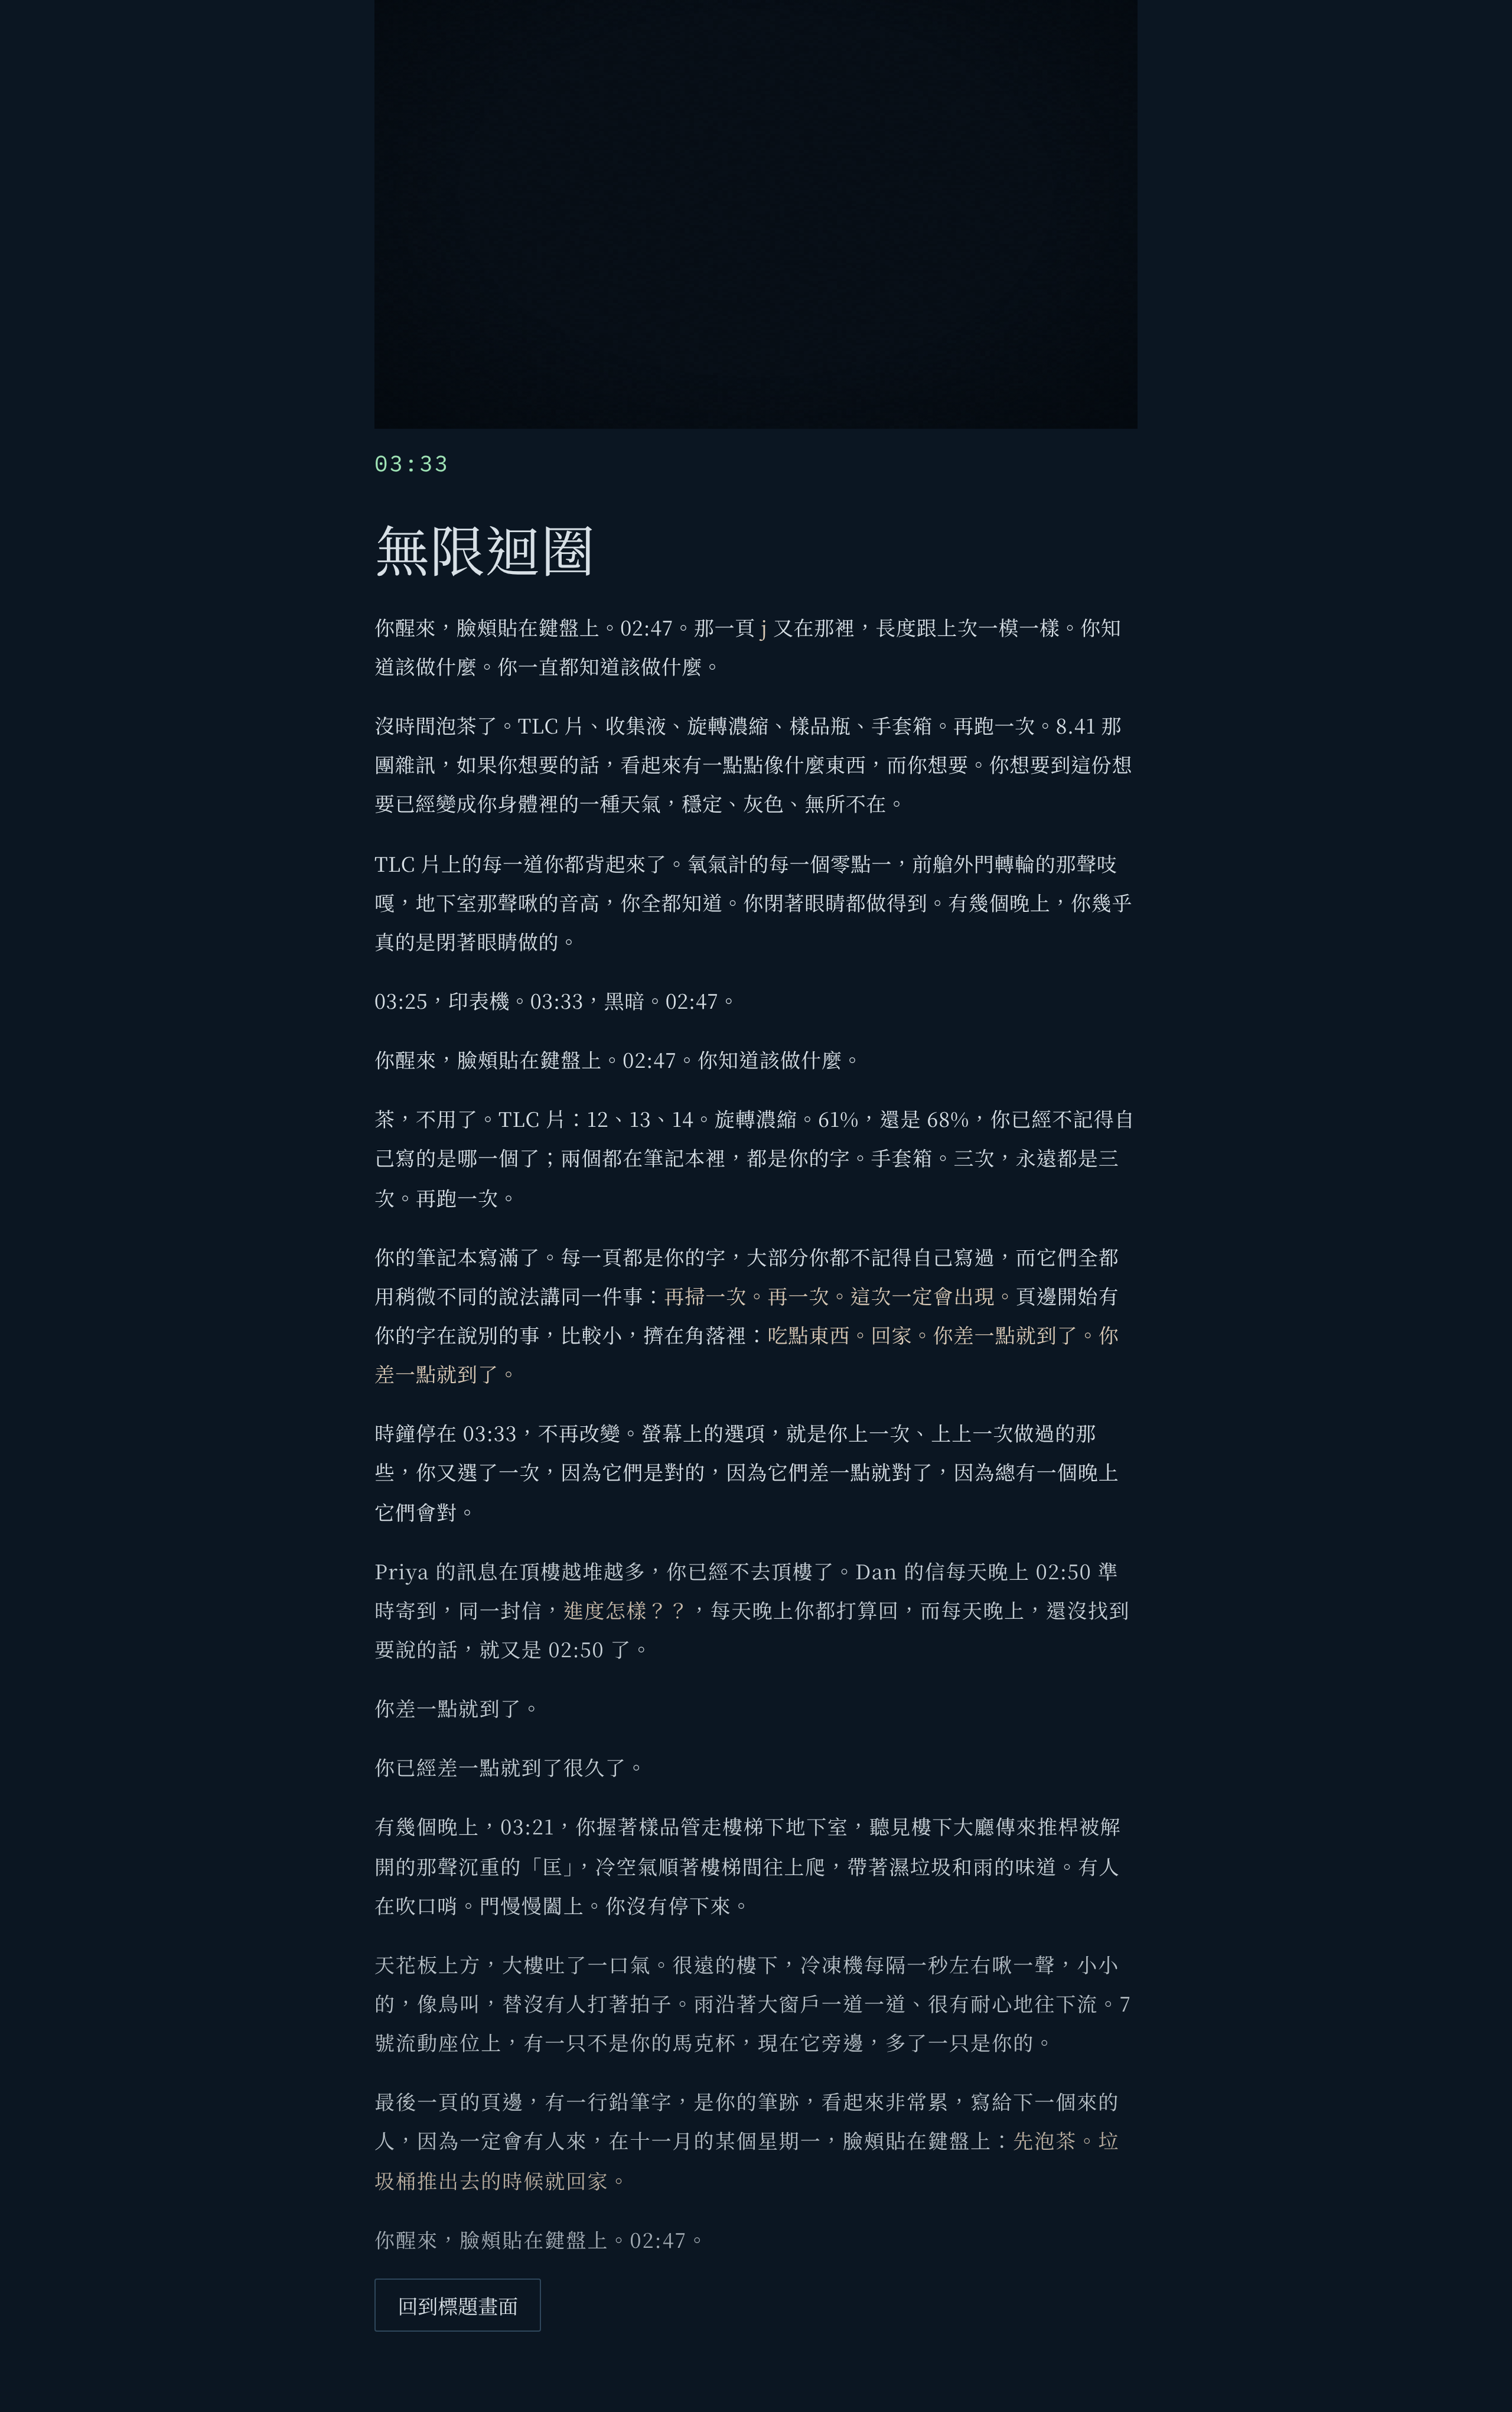 03:33
無限迴圈
你醒來，臉頰貼在鍵盤上。02:47。那一頁 j 又在那裡，長度跟上次一模一樣。你知
道該做什麼。你一直都知道該做什麼。
沒時間泡茶了。TLC 片、收集液、旋轉濃縮、樣品瓶、手套箱。再跑一次。8.41 那
團雜訊，如果你想要的話，看起來有一點點像什麼東西，而你想要。你想要到這份想
要已經變成你身體裡的一種天氣，穩定、灰色、無所不在。
TLC 片上的每一道你都背起來了。氧氣計的每一個零點一，前艙外門轉輪的那聲吱
嘎，地下室那聲啾的音高，你全都知道。你閉著眼睛都做得到。有幾個晚上，你幾乎
真的是閉著眼睛做的。
03:25，印表機。03:33，黑暗。02:47。
你醒來，臉頰貼在鍵盤上。02:47。你知道該做什麼。
茶，不用了。TLC 片：12、13、14。旋轉濃縮。61%，還是 68%，你已經不記得自
己寫的是哪一個了；兩個都在筆記本裡，都是你的字。手套箱。三次，永遠都是三
次。再跑一次。
你的筆記本寫滿了。每一頁都是你的字，大部分你都不記得自己寫過，而它們全都
用稍微不同的說法講同一件事：再掃一次。再一次。這次一定會出現。頁邊開始有
你的字在說別的事，比較小，擠在角落裡：吃點東西。回家。你差一點就到了。你
差一點就到了。
時鐘停在 03:33，不再改變。螢幕上的選項，就是你上一次、上上一次做過的那
些，你又選了一次，因為它們是對的，因為它們差一點就對了，因為總有一個晚上
它們會對。
Priya 的訊息在頂樓越堆越多，你已經不去頂樓了。Dan 的信每天晚上 02:50 準
時寄到，同一封信，進度怎樣？？，每天晚上你都打算回，而每天晚上，還沒找到
要說的話，就又是 02:50 了。
你差一點就到了。
你已經差一點就到了很久了。
有幾個晚上，03:21，你握著樣品管走樓梯下地下室，聽見樓下大廳傳來推桿被解
開的那聲沉重的「匡」，冷空氣順著樓梯間往上爬，帶著濕垃圾和雨的味道。有人
在吹口哨。門慢慢闔上。你沒有停下來。
天花板上方，大樓吐了一口氣。很遠的樓下，冷凍機每隔一秒左右啾一聲，小小
的，像鳥叫，替沒有人打著拍子。雨沿著大窗戶一道一道、很有耐心地往下流。7
號流動座位上，有一只不是你的馬克杯，現在它旁邊，多了一只是你的。
最後一頁的頁邊，有一行鉛筆字，是你的筆跡，看起來非常累，寫給下一個來的
人，因為一定會有人來，在十一月的某個星期一，臉頰貼在鍵盤上：先泡茶。垃
圾桶推出去的時候就回家。
你醒來，臉頰貼在鍵盤上。02:47。
回到標題畫面